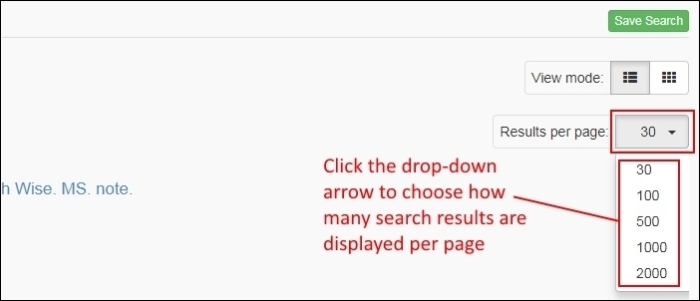 Save Search
View mode:
Results per page: 30
30
100
500
1000
2000
Click the drop-down
arrow to choose how
many search results are
displayed per page
h Wise. MS. note.